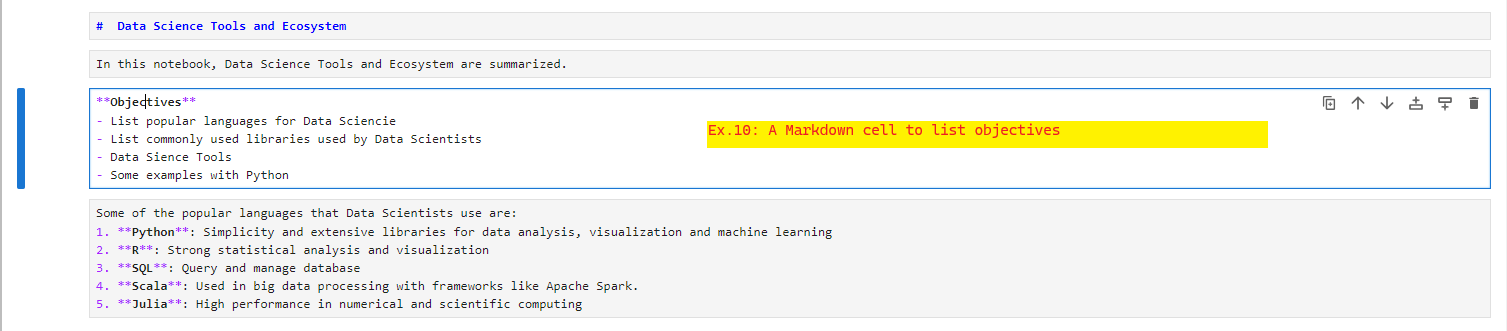 #  Data Science Tools and Ecosystem
In this notebook, Data Science Tools and Ecosystem are summarized.
**Objectives**
- List popular languages for Data Sciencie
- List commonly used libraries used by Data Scientists
- Data Sience Tools
- Some examples with Python
Ex.10: A Markdown cell to list objectives
Some of the popular languages that Data Scientists use are:
1. **Python**: Simplicity and extensive libraries for data analysis, visualization and machine learning
2. **R**: Strong statistical analysis and visualization
3. **SQL**: Query and manage database
4. **Scala**: Used in big data processing with frameworks like Apache Spark.
5. **Julia**: High performance in numerical and scientific computing